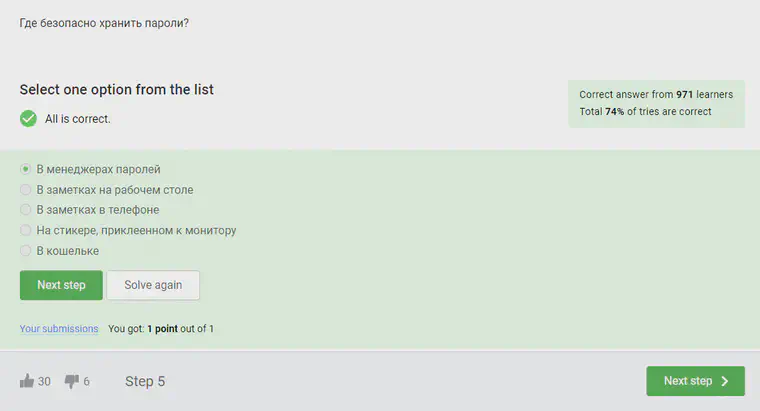 Где безопасно хранить пароли?
Select one option from the list
Correct answer from 971 learners
Total 74% of tries are correct
All is correct.
В менеджерах паролей
В заметках на рабочем столе
В заметках в телефоне
На стикере, приклеенном к монитору
В кошельке
Next step
Solve again
Your submissions You got: 1 point out of 1
30 6 Step 5
Next step